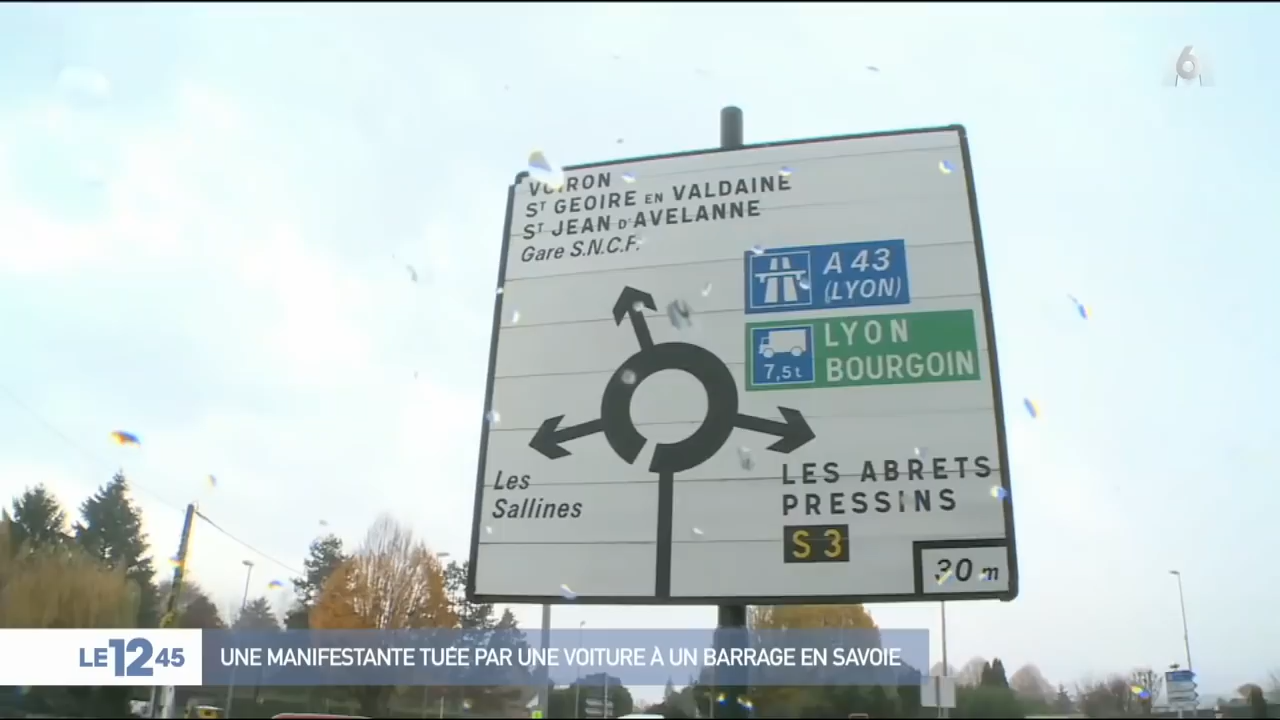 6
VOIRON
ST GEOIRE EN VALDAINE
ST JEAN D'AVELANNE
Gare S.N.C.F.
A 43
(LYON)
7,5t
LYON
BOURGOIN
Les
Sallines
LES ABRETS
PRESSINS
S 3
30 m
LE 12 45
UNE MANIFESTANTE TUÉE PAR UNE VOITURE À UN BARRAGE EN SAVOIE